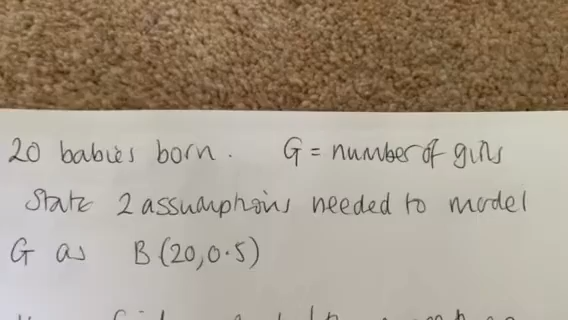 20 babies born. G = number of girls
State 2 assumptions needed to model
G as B(20,0.5)